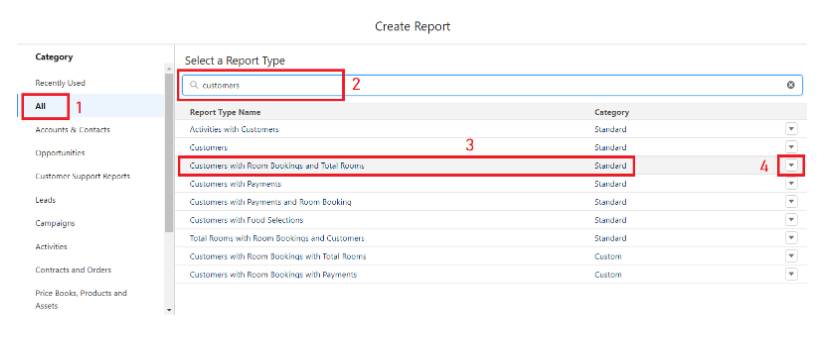 Create Report
Category
Recently Used
All 1
Accounts & Contacts
Opportunities
Customer Support Reports
Leads
Campaigns
Activities
Contracts and Orders
Price Books, Products and
Assets
Select a Report Type
customers 2
Report Type Name Category
Activities with Customers Standard
Customers Standard
3
Customers with Room Bookings and Total Rooms Standard 4
Customers with Payments Standard
Customers with Payments and Room Booking Standard
Customers with Food Selections Standard
Total Rooms with Room Bookings and Customers Standard
Customers with Room Bookings with Total Rooms Custom
Customers with Room Bookings with Payments Custom